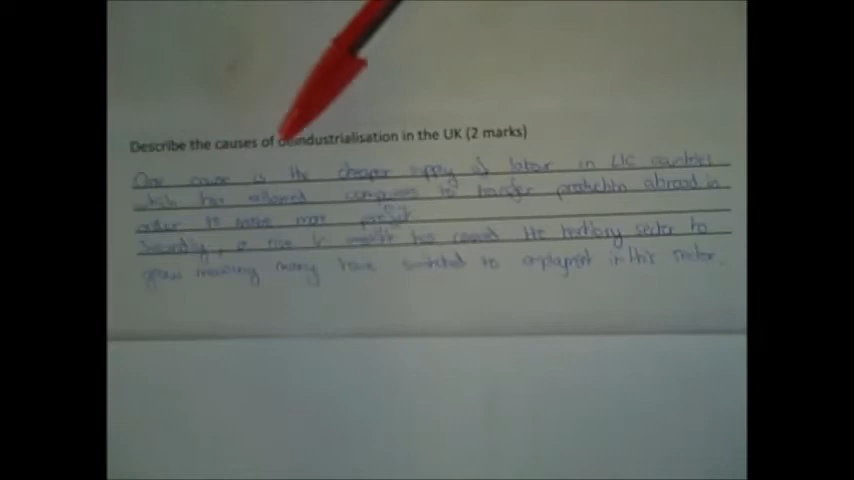 Describe the causes of deindustrialisation in the UK (2 marks)
One cause is the cheaper supply of labour in LIC countries
which has allowed companies to transfer production abroad in
order to make more profit
Secondly, a rise in wealth has caused the tertiary sector to
grow meaning many have switched to employment in this sector.